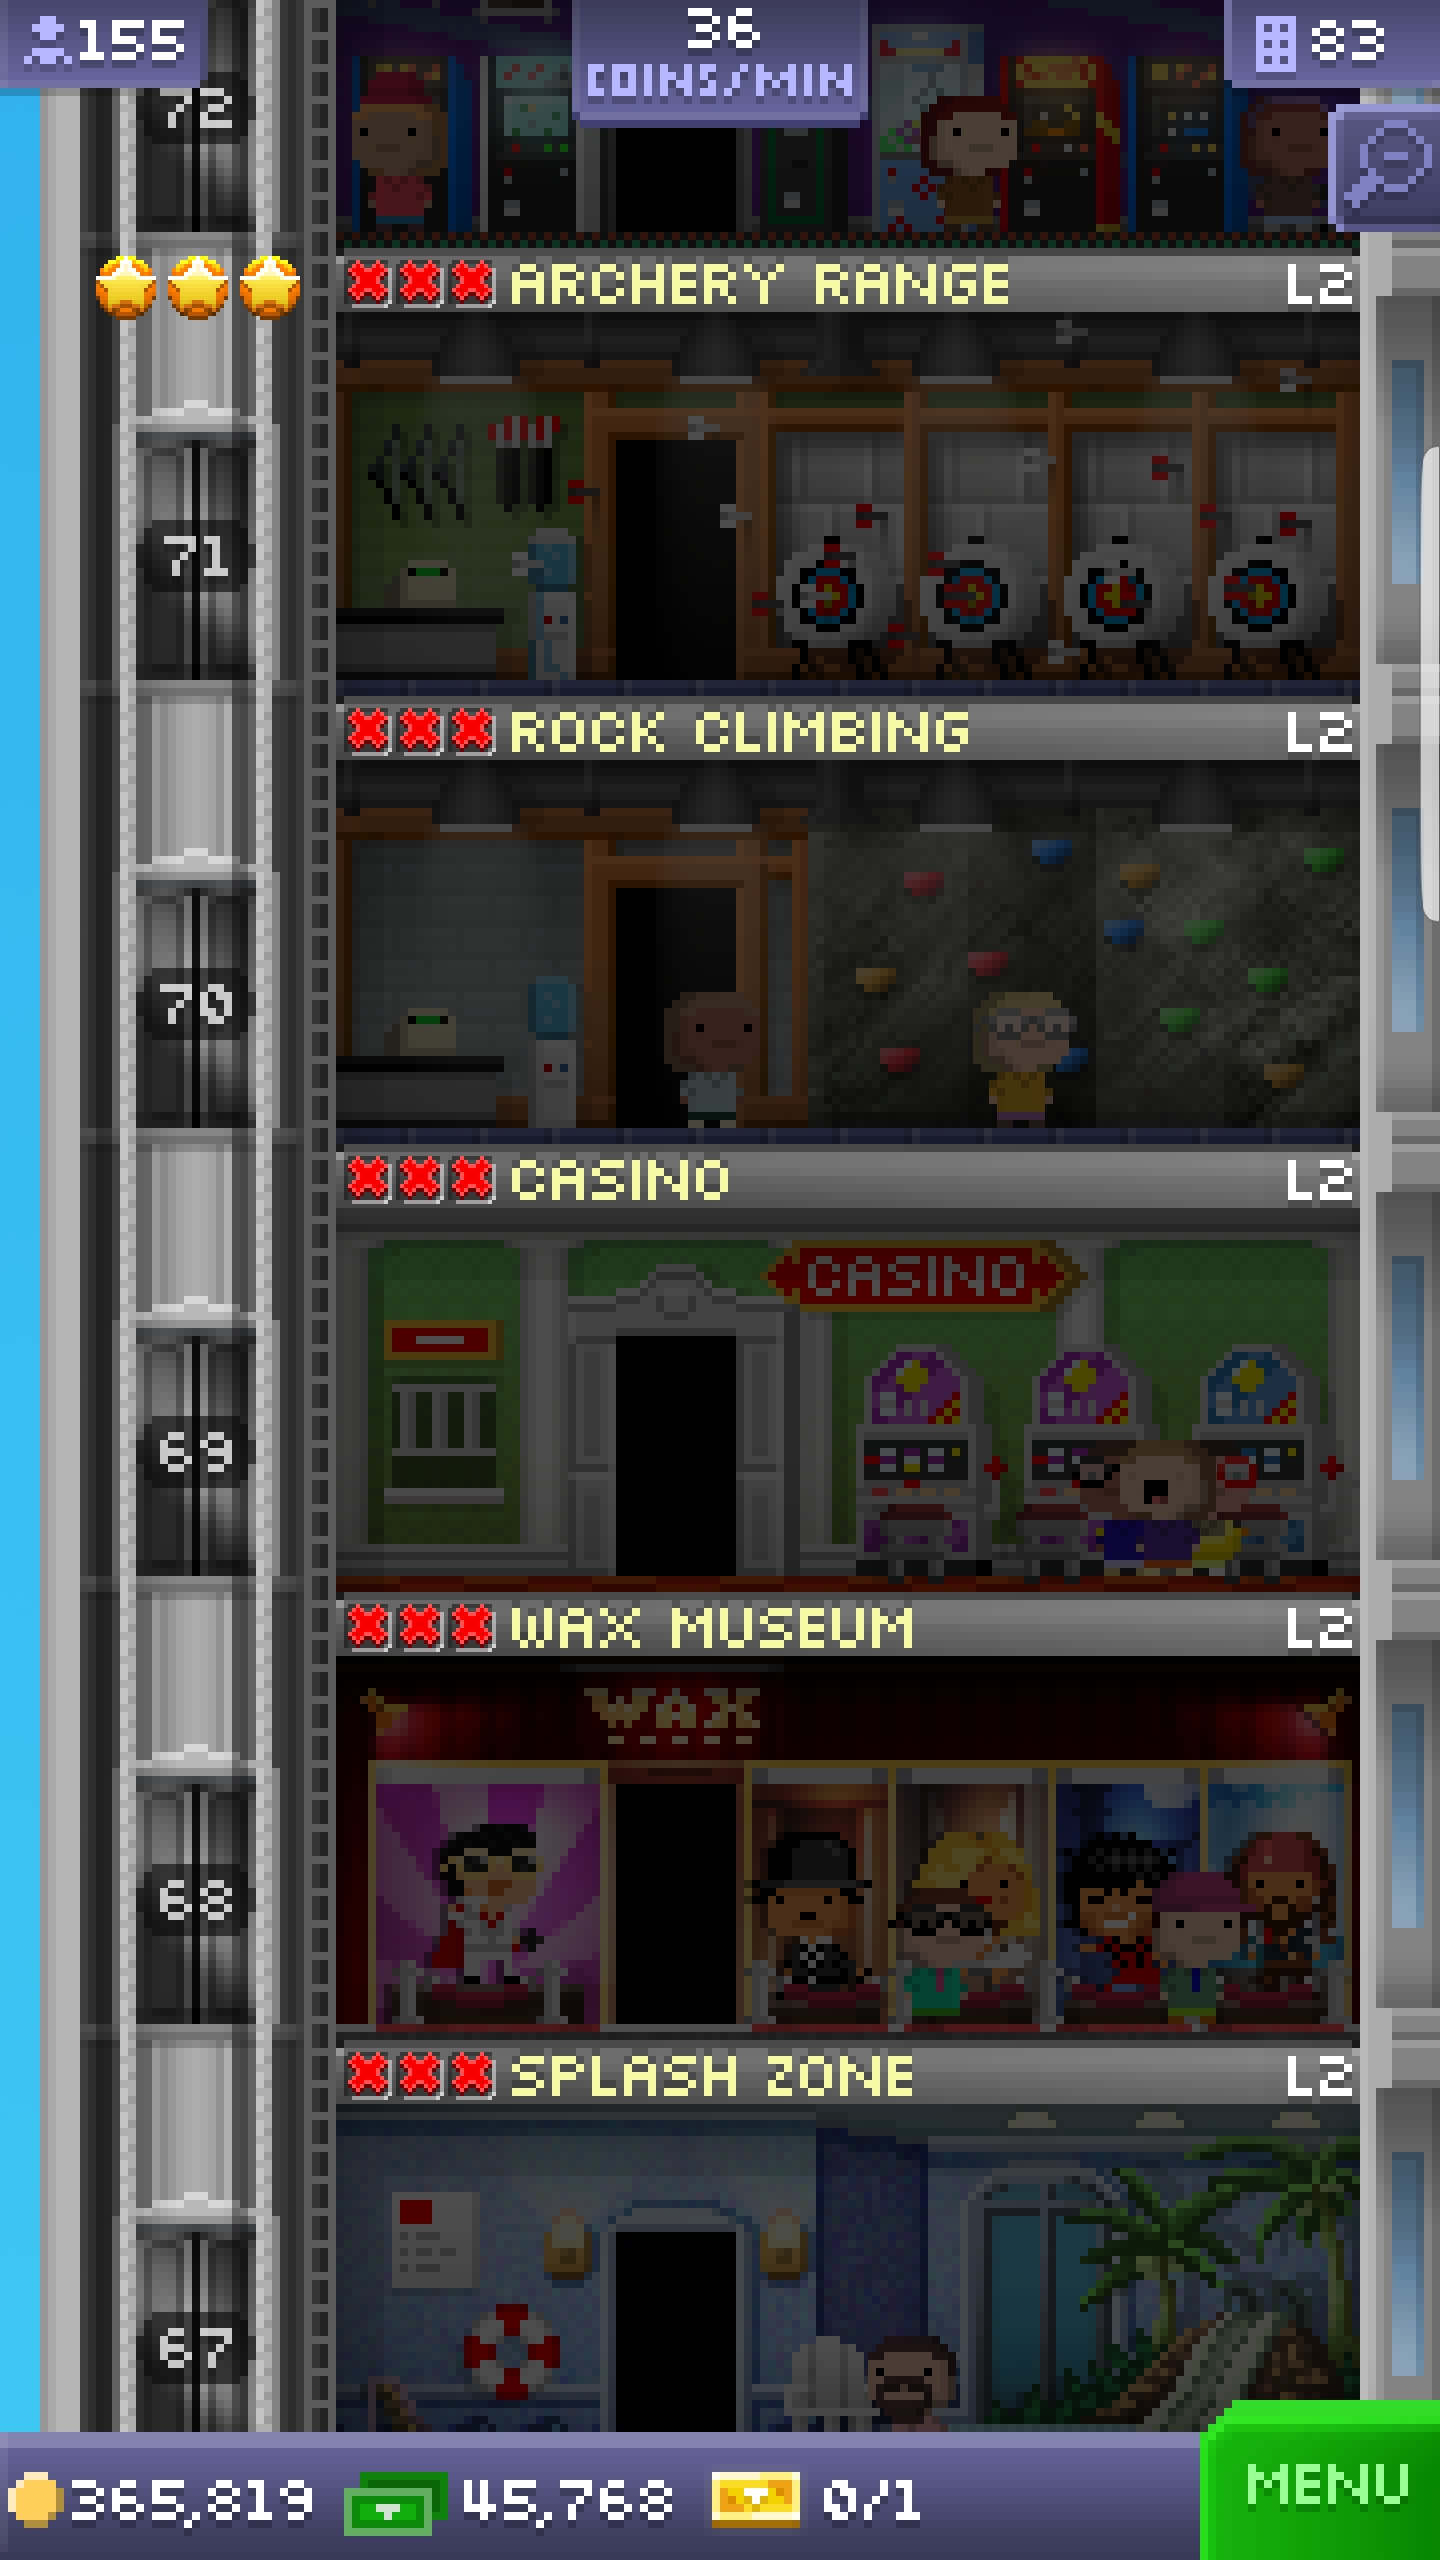 155
36
COINS/MIN
83
72
ARCHERY RANGE L2
71
ROCK CLIMBING L2
70
CASINO L2
CASINO
69
WAX MUSEUM L2
WAX
68
SPLASH ZONE L2
67
365,819 45,768 0/1
MENU